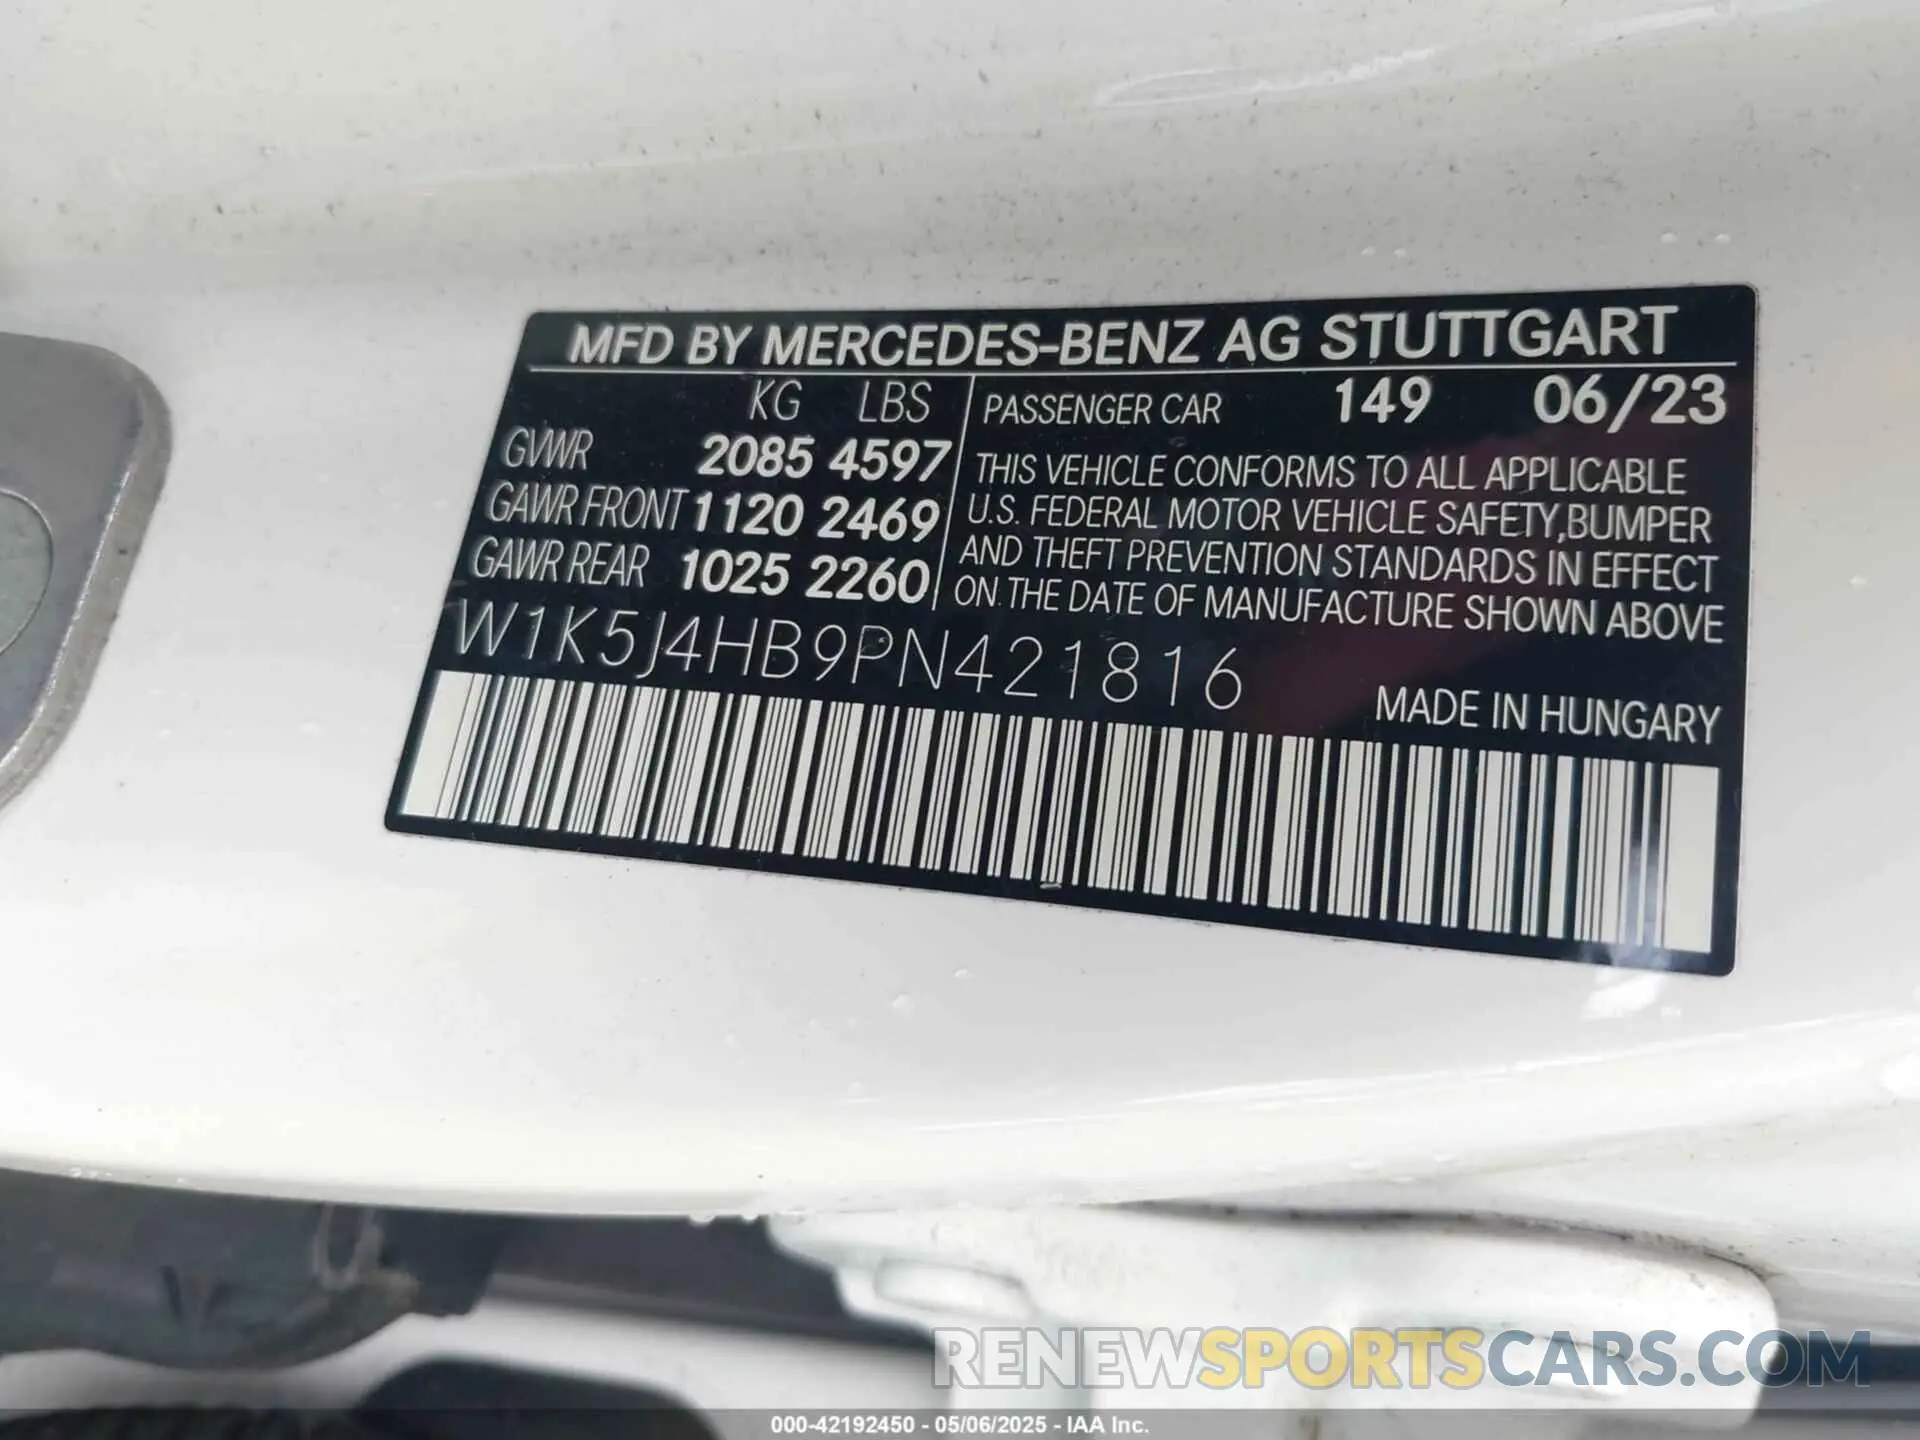 MFD BY MERCEDES-BENZ AG STUTTGART
KG LBS
GVWR 2085 4597
GAWR FRONT 1120 2469
GAWR REAR 1025 2260
PASSENGER CAR 149 06/23
THIS VEHICLE CONFORMS TO ALL APPLICABLE
U.S. FEDERAL MOTOR VEHICLE SAFETY,BUMPER
AND THEFT PREVENTION STANDARDS IN EFFECT
ON THE DATE OF MANUFACTURE SHOWN ABOVE
W1K5J4HB9PN421816
MADE IN HUNGARY
RENEWSPORTSCARS.COM
000-42192450 - 05/06/2025 - IAA Inc.